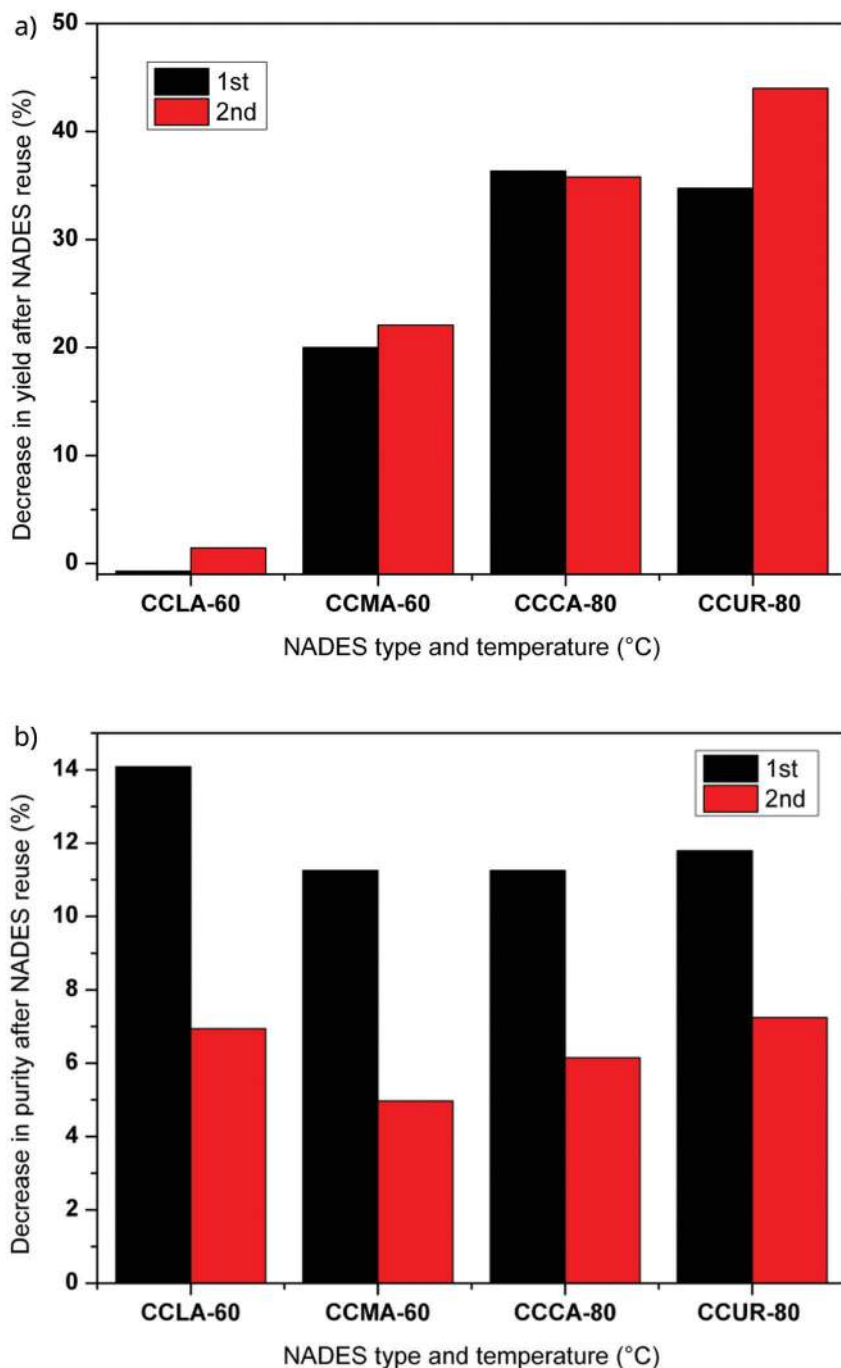 a)
Decrease in yield after NADES reuse (%)
50
40
30
20
10
0
1st
2nd
CCLA-60 CCMA-60 CCCA-80 CCUR-80
NADES type and temperature (°C)
b)
Decrease in purity after NADES reuse (%)
14
12
10
8
6
4
2
0
1st
2nd
CCLA-60 CCMA-60 CCCA-80 CCUR-80
NADES type and temperature (°C)